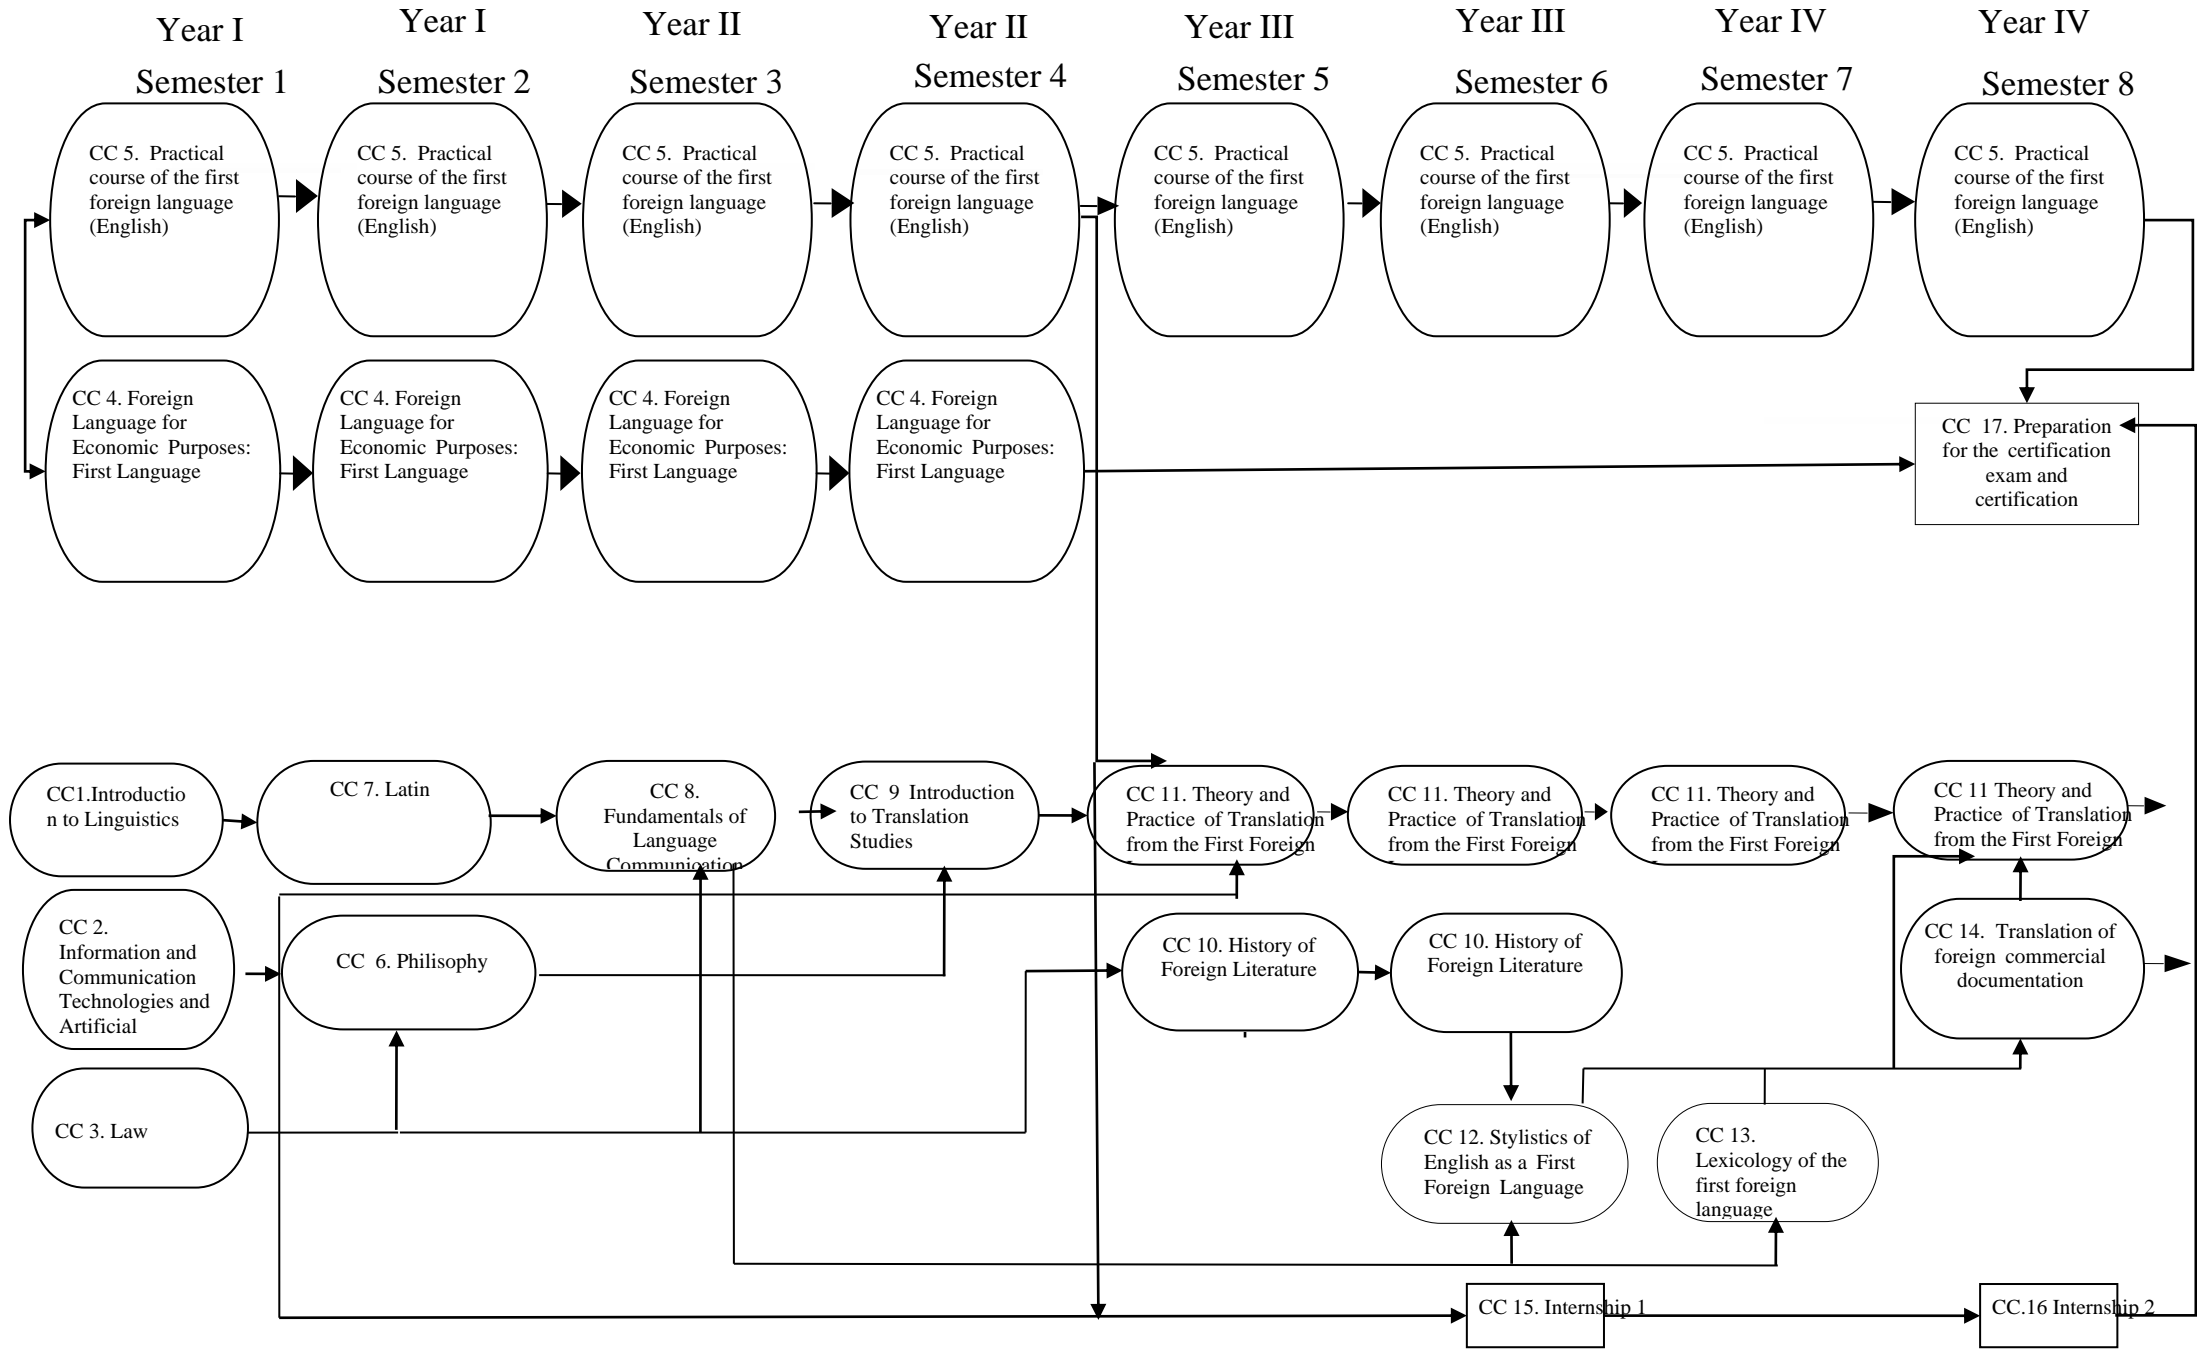 Year I
Year I
Year II
Year II
Year III
Year III
Year IV
Year IV
Semester 1
Semester 2
Semester 3
Semester 4
Semester 5
Semester 6
Semester 7
Semester 8
CC 5. Practical
course of the first
foreign language
(English)
CC 5. Practical
course of the first
foreign language
(English)
CC 5. Practical
course of the first
foreign language
(English)
CC 5. Practical
course of the first
foreign language
(English)
CC 5. Practical
course of the first
foreign language
(English)
CC 5. Practical
course of the first
foreign language
(English)
CC 5. Practical
course of the first
foreign language
(English)
CC 5. Practical
course of the first
foreign language
(English)
CC 4. Foreign
Language for
Economic Purposes:
First Language
CC 4. Foreign
Language for
Economic Purposes:
First Language
CC 4. Foreign
Language for
Economic Purposes:
First Language
CC 4. Foreign
Language for
Economic Purposes:
First Language
CC 17. Preparation
for the certification
exam and
certification
CC1.Introductio
n to Linguistics
CC 7. Latin
CC 8.
Fundamentals of
Language
Communication
CC 9 Introduction
to Translation
Studies
CC 11. Theory and
Practice of Translation
from the First Foreign
CC 11. Theory and
Practice of Translation
from the First Foreign
CC 11. Theory and
Practice of Translation
from the First Foreign
CC 11 Theory and
Practice of Translation
from the First Foreign
CC 2.
Information and
Communication
Technologies and
Artificial
CC 6. Philisophy
CC 10. History of
Foreign Literature
CC 10. History of
Foreign Literature
CC 14. Translation of
foreign commercial
documentation
CC 3. Law
CC 12. Stylistics of
English as a First
Foreign Language
CC 13.
Lexicology of the
first foreign
language
CC 15. Internship 1
CC.16 Internship 2